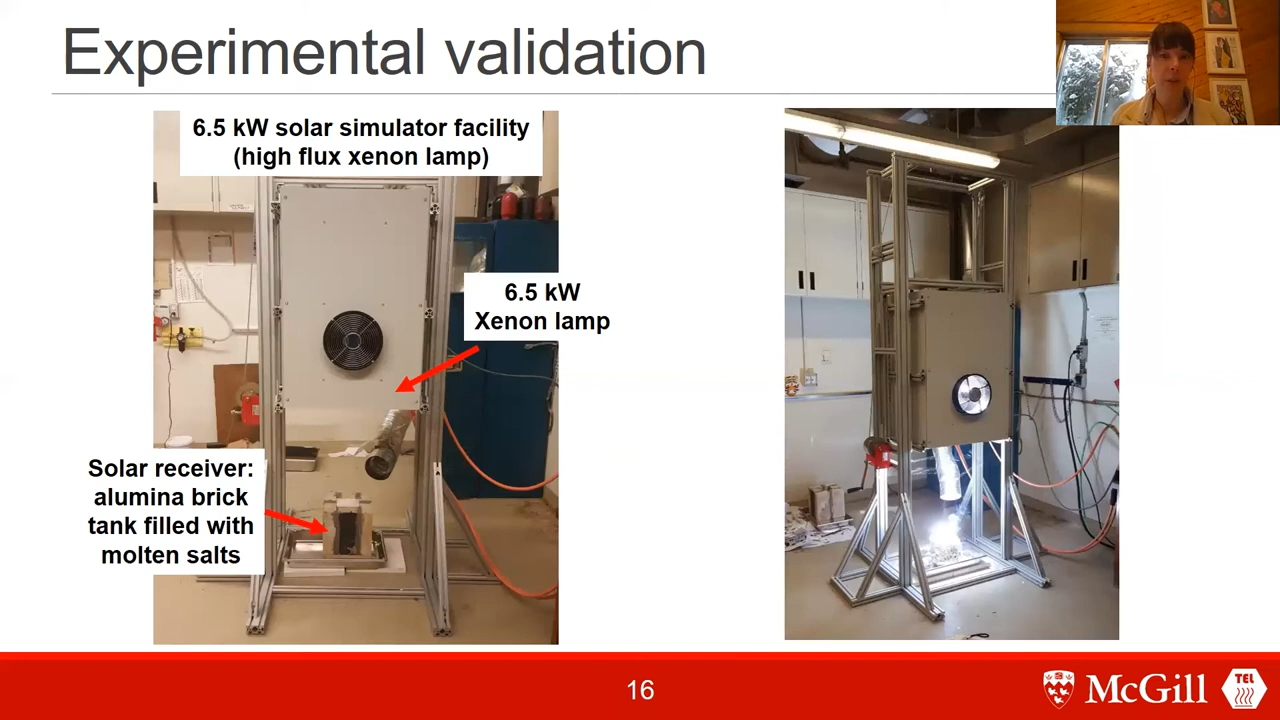 Experimental validation
6.5 kW solar simulator facility
(high flux xenon lamp)
6.5 kW
Xenon lamp
Solar receiver:
alumina brick
tank filled with
molten salts
16
McGill
TEL